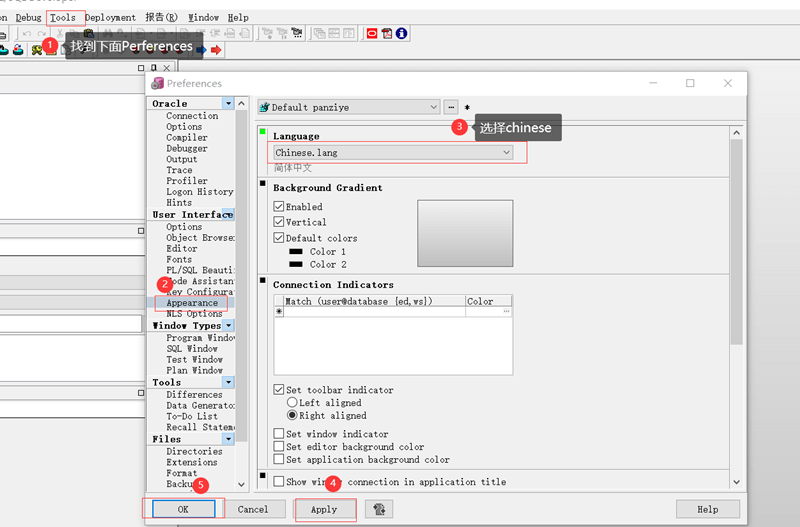 on Debug Tools Deployment 报告(R) Window Help
1 找到下面Perferences
Preferences
Oracle
Connection
Options
Compiler
Debugger
Output
Trace
Profiler
Logon History
Hints
User Interface
Options
Object Browse
Editor
Fonts
PL/SQL Beauti
2
ode Assistan
Key Configura
Appearance
NLS Options
Window Types
Program Window
SQL Window
Test Window
Plan Window
Tools
Differences
Data Generato
To-Do List
Recall Statem
Files
Directories
Extensions
Format
Backu
Default panziye ... *
3 选择chinese
Language
Chinese.lang
简体中文
Background Gradient
Enabled
Vertical
Default colors
Color 1
Color 2
Connection Indicators
Match (user@database {ed,ws}) Color
* ...
Set toolbar indicator
Left aligned
Right aligned
Set window indicator
Set editor background color
Set application background color
Show win connection in application title
5 4
OK Cancel Apply Help